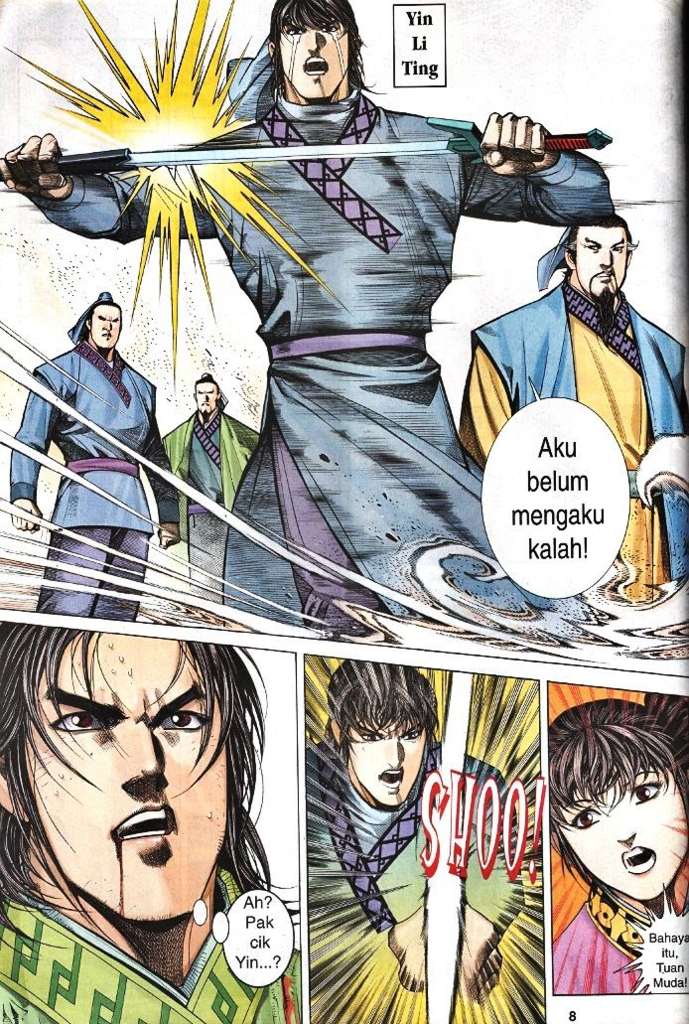 Yin
Li
Ting
Aku
belum
mengaku
kalah!
Ah?
Pak
cik
Yin...?
SHOO!
Bahaya
itu,
Tuan
Muda!
8